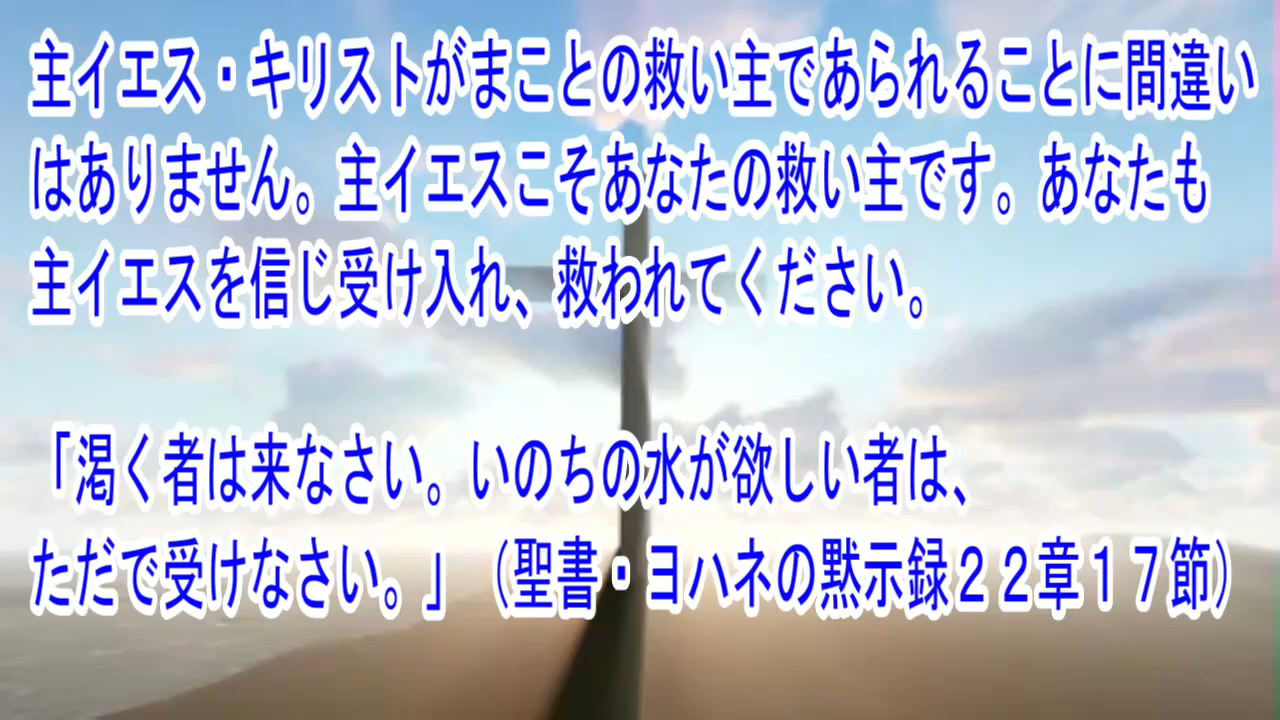 主イエス・キリストがまことの救い主であられることに間違い
はありません。主イエスこそあなたの救い主です。あなたも
主イエスを信じ受け入れ、救われてください。
「渇く者は来なさい。いのちの水が欲しい者は、
ただで受けなさい。」（聖書・ヨハネの黙示録２２章１７節）